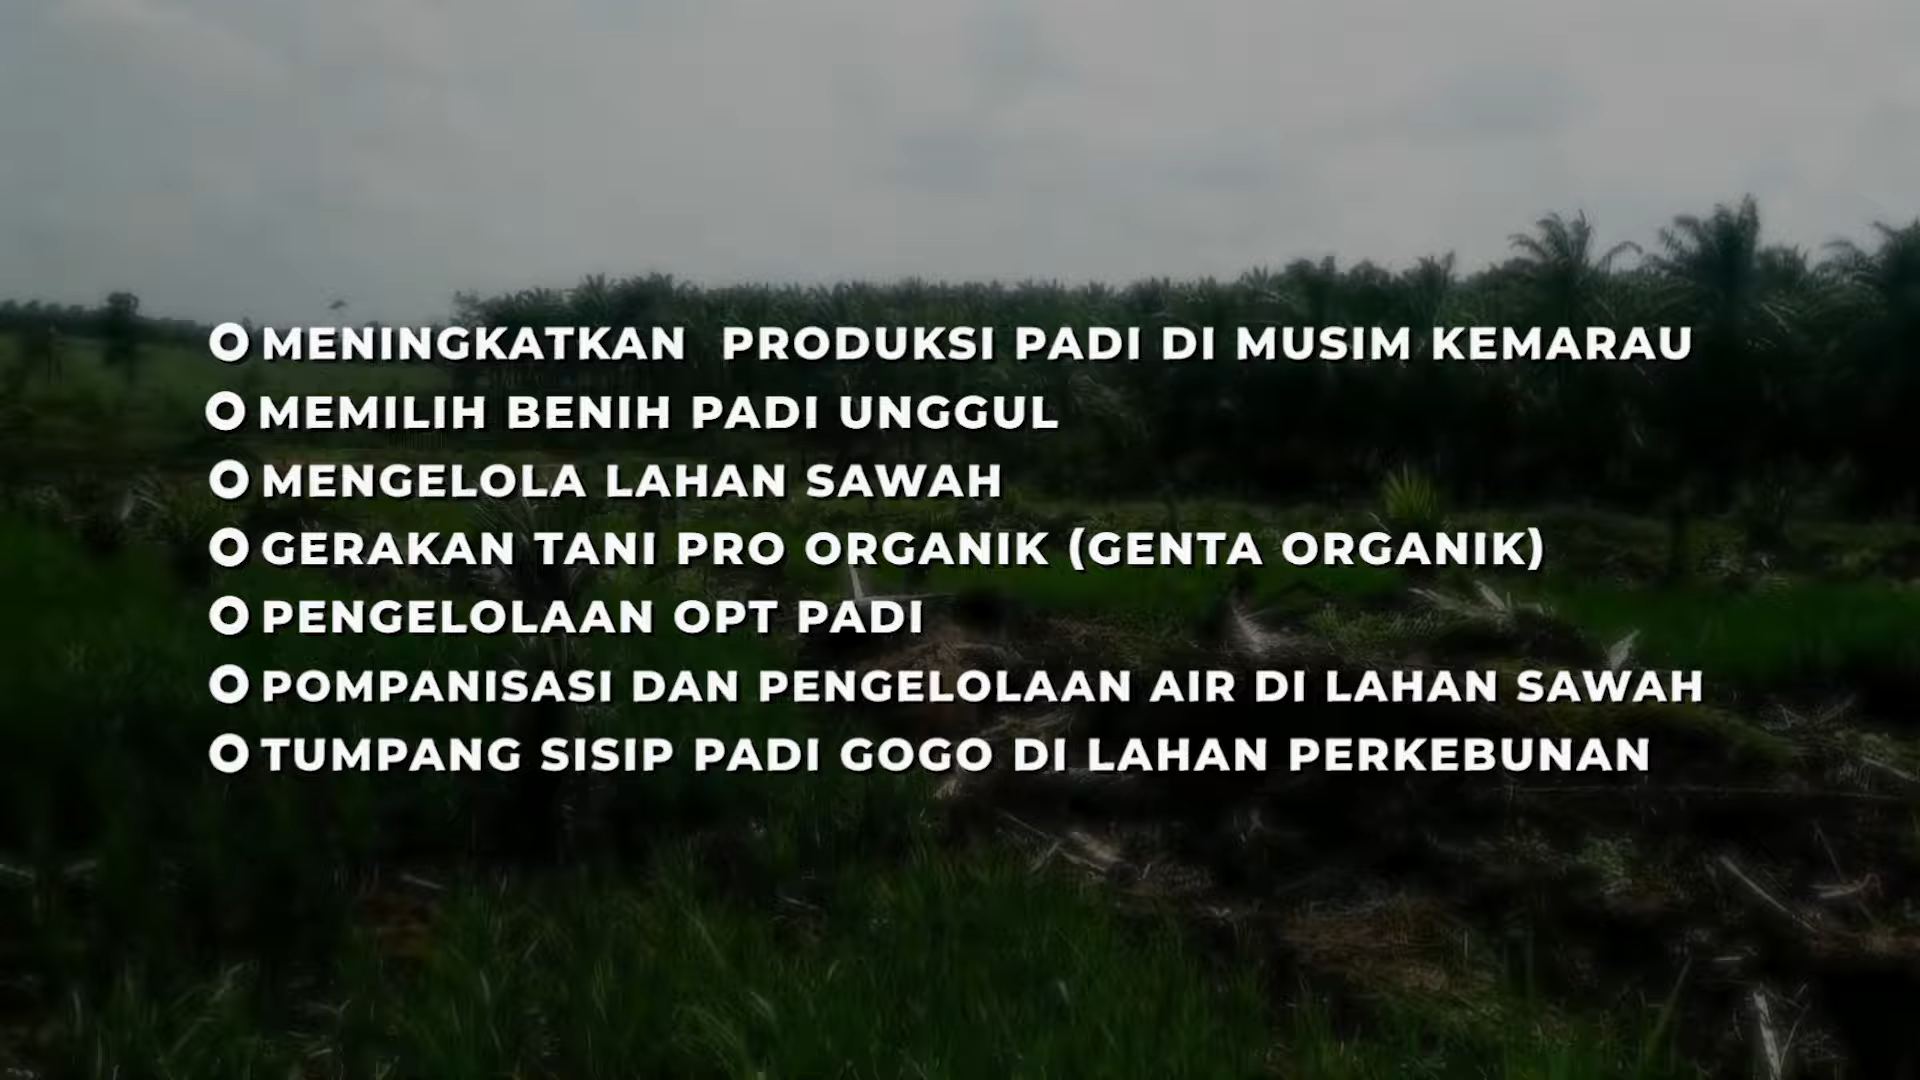 MENINGKATKAN PRODUKSI PADI DI MUSIM KEMARAU
MEMILIH BENIH PADI UNGGUL
MENGELOLA LAHAN SAWAH
GERAKAN TANI PRO ORGANIK (GENTA ORGANIK)
PENGELOLAAN OPT PADI
POMPANISASI DAN PENGELOLAAN AIR DI LAHAN SAWAH
TUMPANG SISIP PADI GOGO DI LAHAN PERKEBUNAN